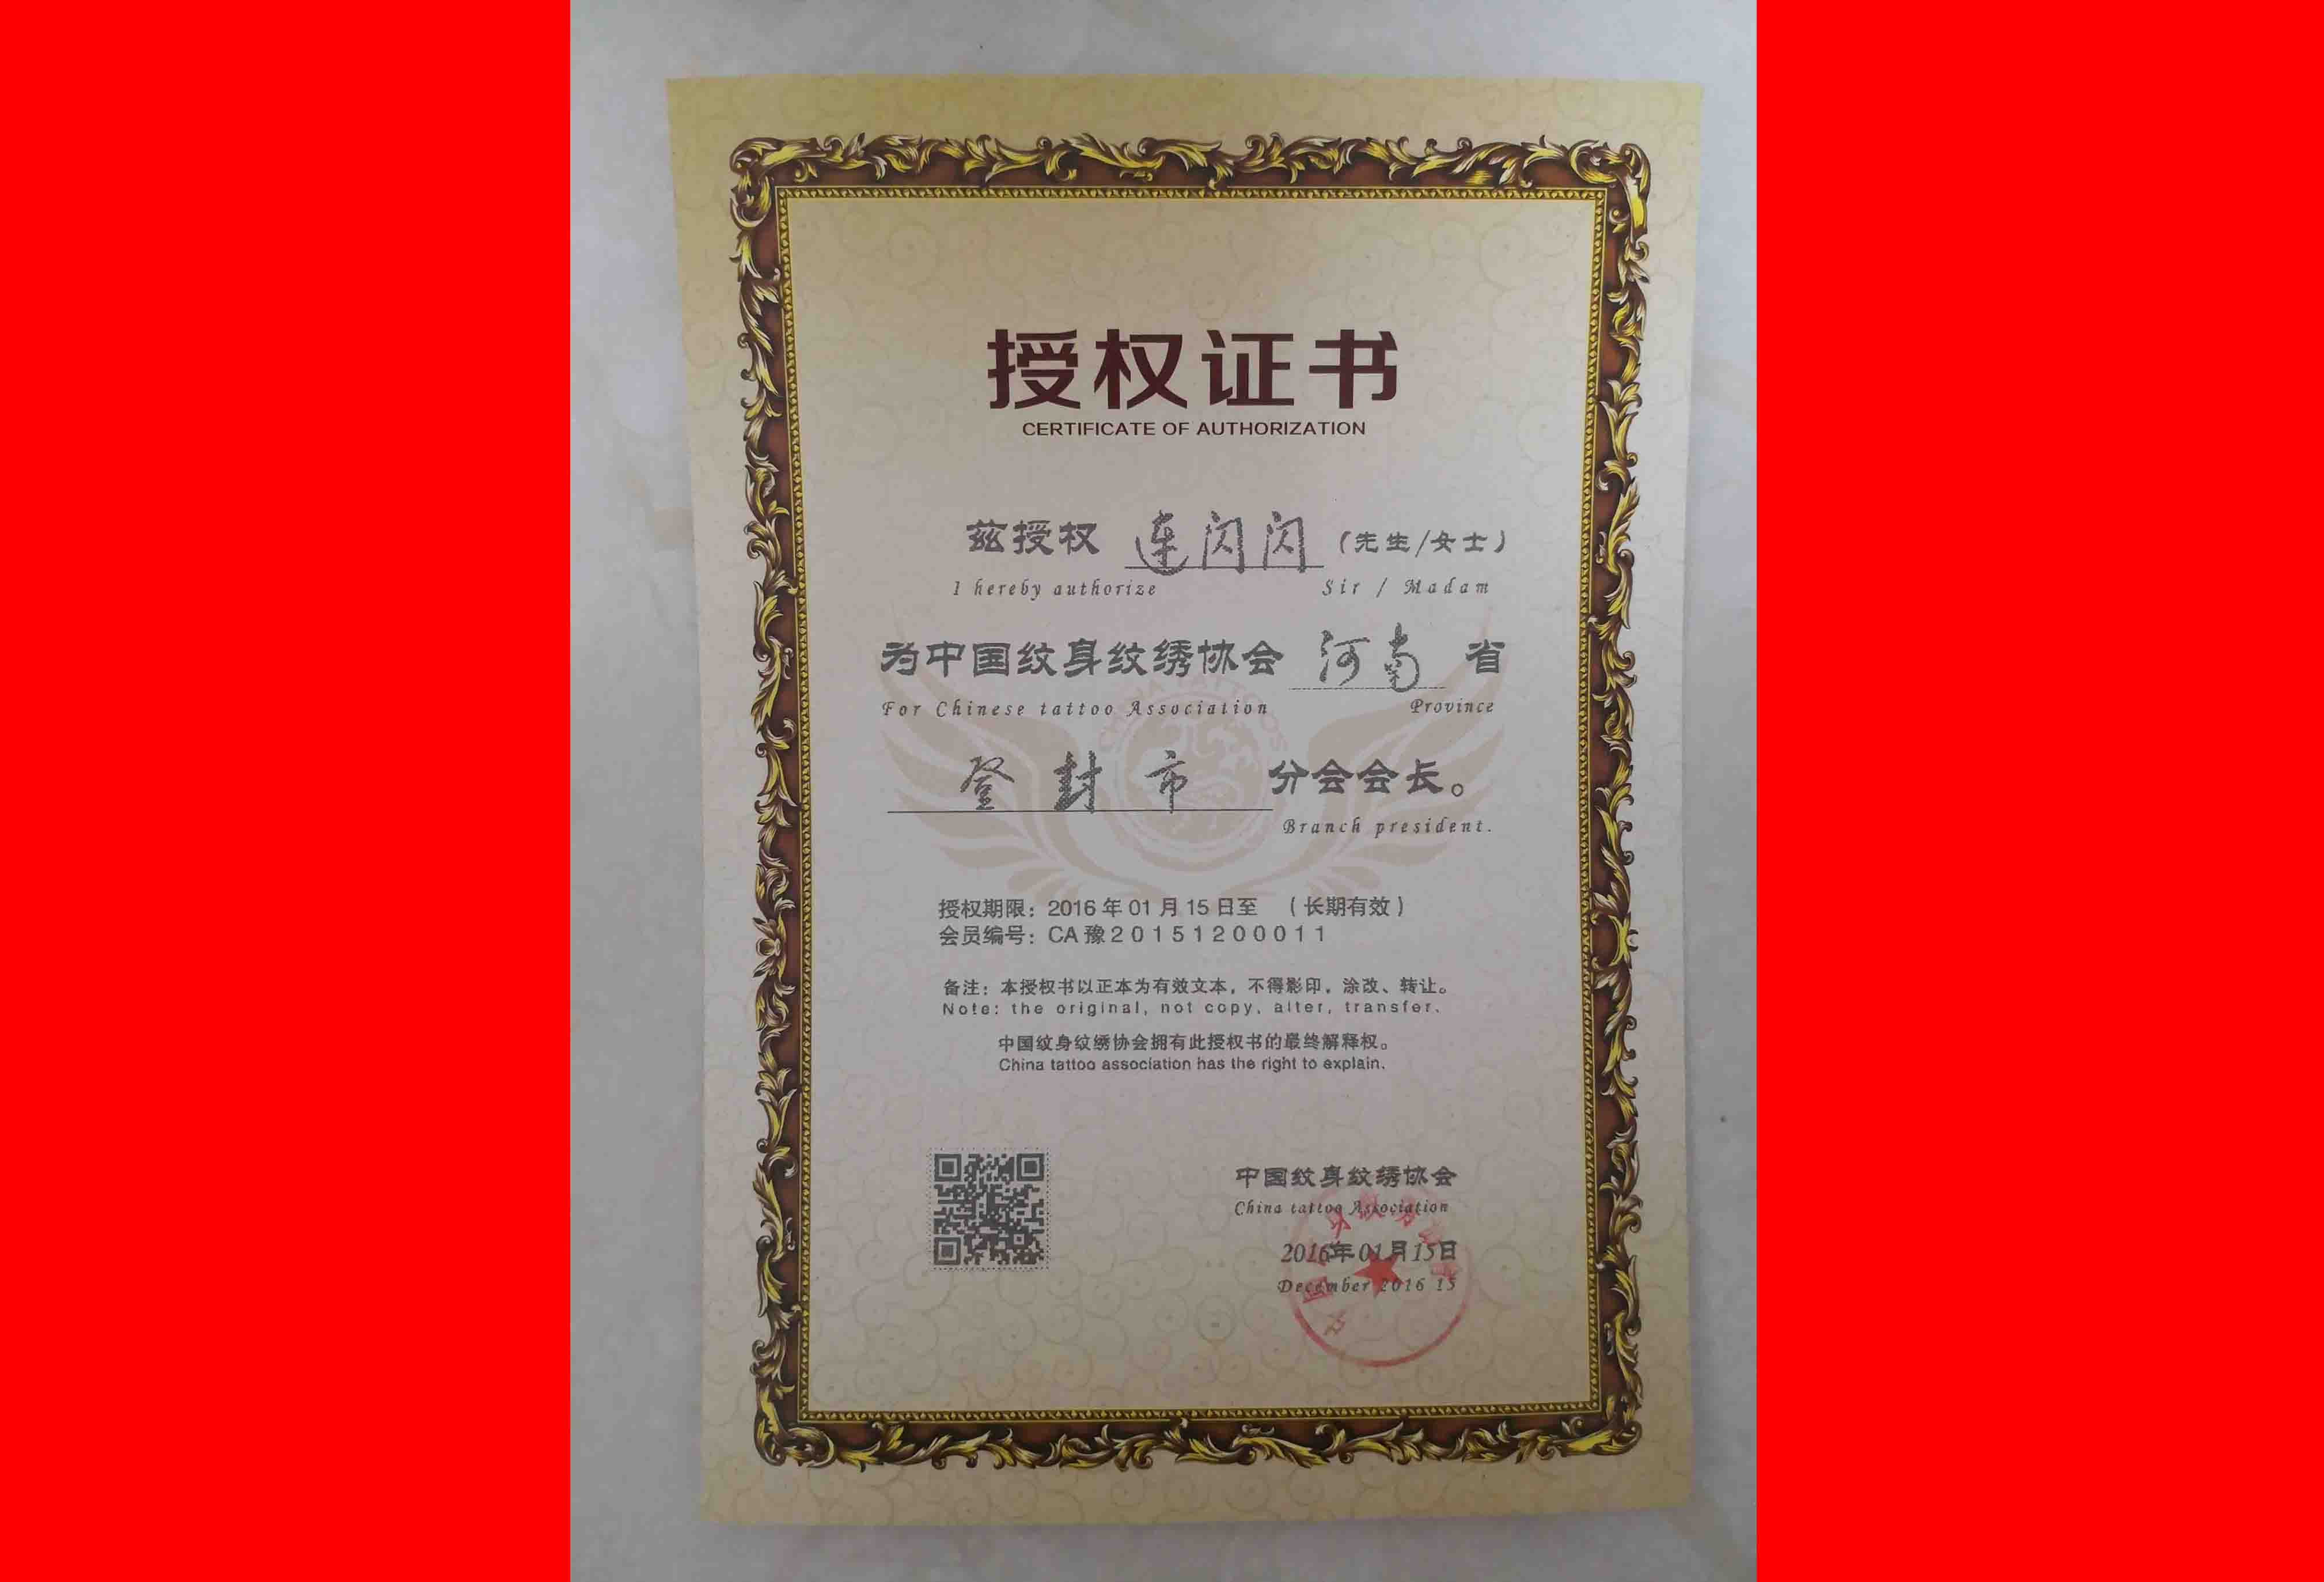 授权证书
CERTIFICATE OF AUTHORIZATION
兹授权 连闪闪 (先生/女士)
I hereby authorize Sir / Madam
为中国纹身纹绣协会 河南 省
For Chinese tattoo Association Province
登封市 分会会长。
Branch president.
授权期限：2016年01月15日至 (长期有效)
会员编号：CA豫20151200011
备注：本授权书以正本为有效文本，不得影印，涂改、转让。
Note: the original, not copy, alter, transfer.
中国纹身纹绣协会拥有此授权书的最终解释权。
China tattoo association has the right to explain.
中国纹身纹绣协会
China tattoo Association
2016年01月15日
December 2016 15